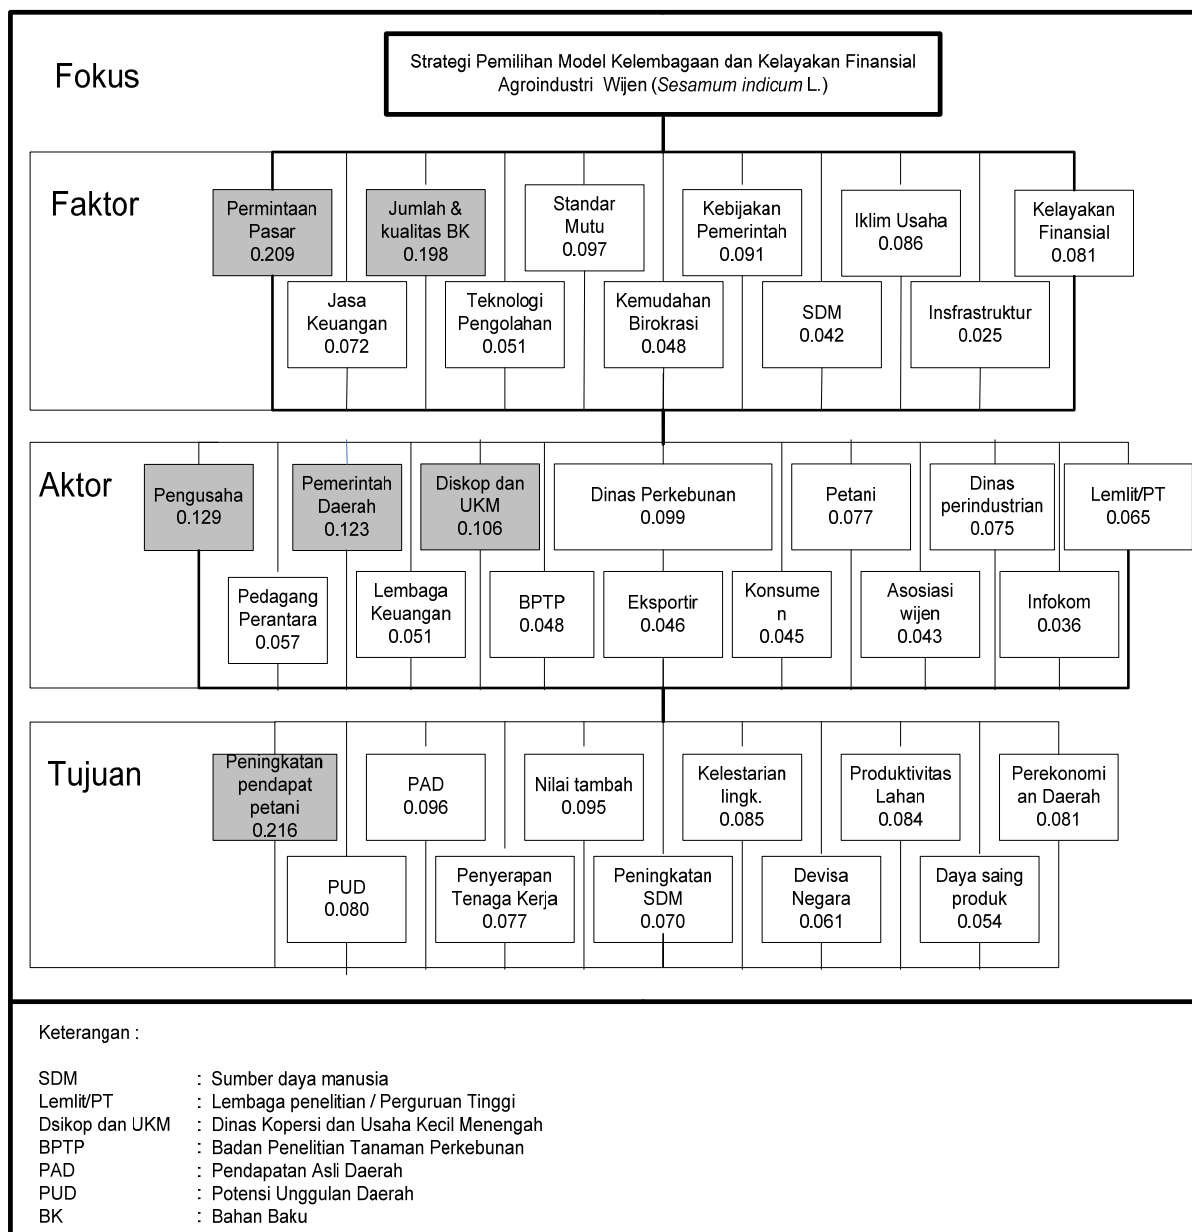 Fokus
Strategi Pemilihan Model Kelembagaan dan Kelayakan Finansial
Agroindustri Wijen (Sesamum indicum L.)
Faktor
Permintaan
Pasar
0.209
Jumlah &
kualitas BK
0.198
Standar
Mutu
0.097
Kebijakan
Pemerintah
0.091
Iklim Usaha
0.086
Kelayakan
Finansial
0.081
Jasa
Keuangan
0.072
Teknologi
Pengolahan
0.051
Kemudahan
Birokrasi
0.048
SDM
0.042
Insfrastruktur
0.025
Aktor
Pengusaha
0.129
Pemerintah
Daerah
0.123
Diskop dan
UKM
0.106
Dinas Perkebunan
0.099
Petani
0.077
Dinas
perindustrian
0.075
Lemlit/PT
0.065
Pedagang
Perantara
0.057
Lembaga
Keuangan
0.051
BPTP
0.048
Eksportir
0.046
Konsume
n
0.045
Asosiasi
wijen
0.043
Infokom
0.036
Tujuan
Peningkatan
pendapat
petani
0.216
PAD
0.096
Nilai tambah
0.095
Kelestarian
lingk.
0.085
Produktivitas
Lahan
0.084
Perekonomi
an Daerah
0.081
PUD
0.080
Penyerapan
Tenaga Kerja
0.077
Peningkatan
SDM
0.070
Devisa
Negara
0.061
Daya saing
produk
0.054
Keterangan :
SDM : Sumber daya manusia
Lemlit/PT : Lembaga penelitian / Perguruan Tinggi
Dsikop dan UKM : Dinas Kopersi dan Usaha Kecil Menengah
BPTP : Badan Penelitian Tanaman Perkebunan
PAD : Pendapatan Asli Daerah
PUD : Potensi Unggulan Daerah
BK : Bahan Baku